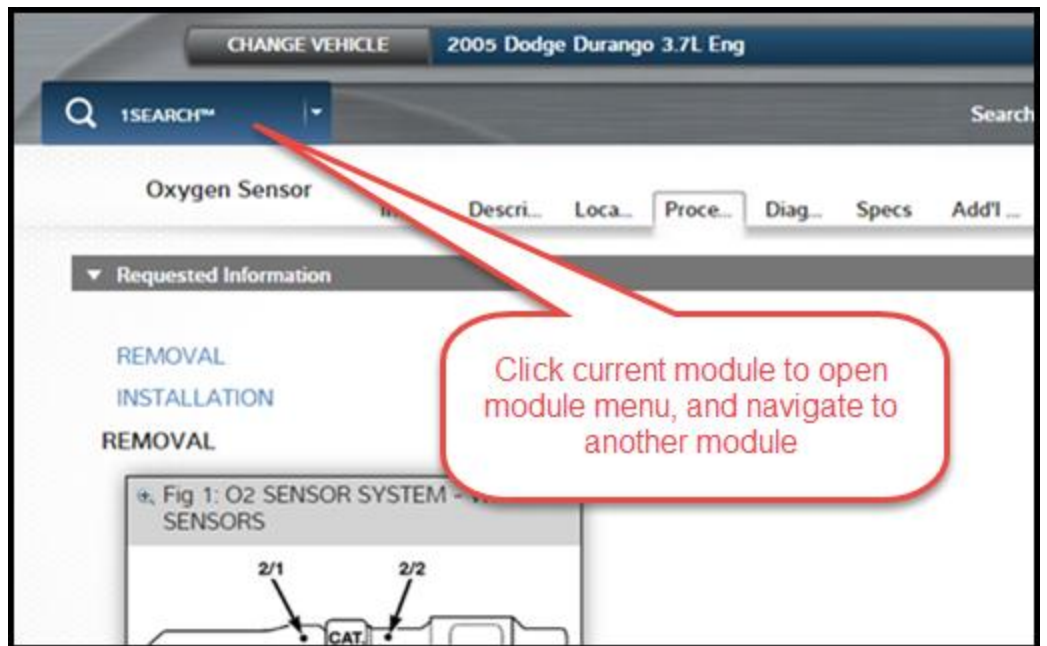 CHANGE VEHICLE 2005 Dodge Durango 3.7L Eng
1SEARCH™ Search
Oxygen Sensor Descri... Loca... Proce... Diag... Specs Add'l ...
Requested Information
REMOVAL
INSTALLATION
REMOVAL
Click current module to open
module menu, and navigate to
another module
Fig 1: O2 SENSOR SYSTEM -
SENSORS
2/1 2/2
CAT.